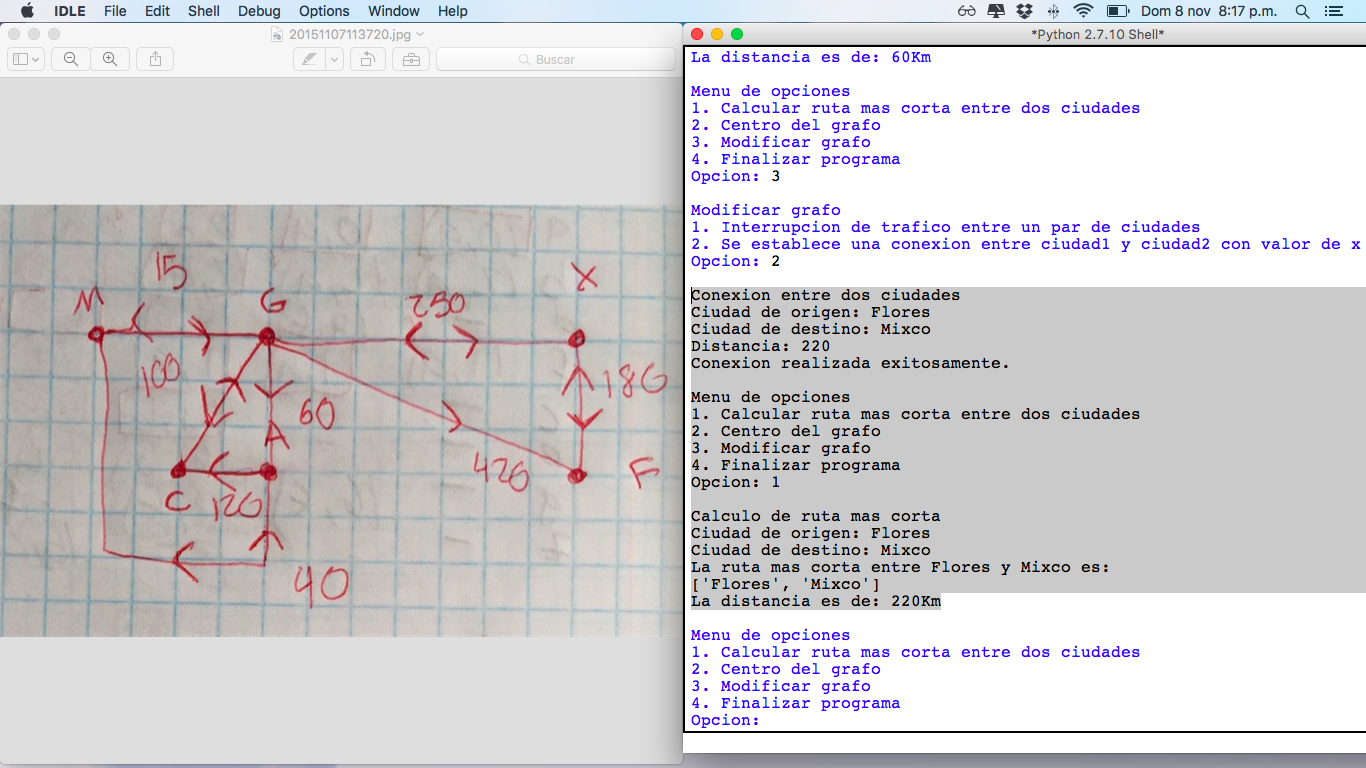 IDLE File Edit Shell Debug Options Window Help
Dom 8 nov 8:17 p.m.
20151107113720.jpg
Buscar
15
M
G
250
X
100
180
60
A
C
120
420
F
40
*Python 2.7.10 Shell*
La distancia es de: 60Km
Menu de opciones
1. Calcular ruta mas corta entre dos ciudades
2. Centro del grafo
3. Modificar grafo
4. Finalizar programa
Opcion: 3
Modificar grafo
1. Interrupcion de trafico entre un par de ciudades
2. Se establece una conexion entre ciudad1 y ciudad2 con valor de x
Opcion: 2
Conexion entre dos ciudades
Ciudad de origen: Flores
Ciudad de destino: Mixco
Distancia: 220
Conexion realizada exitosamente.
Menu de opciones
1. Calcular ruta mas corta entre dos ciudades
2. Centro del grafo
3. Modificar grafo
4. Finalizar programa
Opcion: 1
Calculo de ruta mas corta
Ciudad de origen: Flores
Ciudad de destino: Mixco
La ruta mas corta entre Flores y Mixco es:
['Flores', 'Mixco']
La distancia es de: 220Km
Menu de opciones
1. Calcular ruta mas corta entre dos ciudades
2. Centro del grafo
3. Modificar grafo
4. Finalizar programa
Opcion: